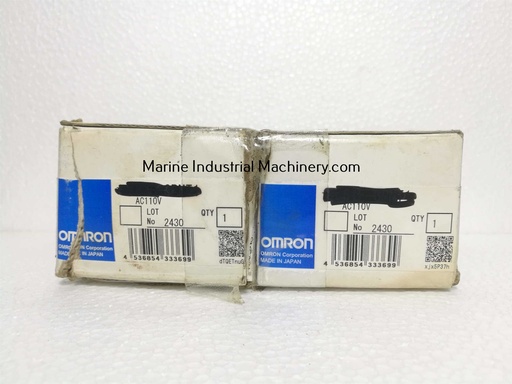 Marine Industrial Machinery.com
AC110V
LOT
No 2430
QTY 1
OMRON
OMRON Corporation
MADE IN JAPAN
4 536854 333699
AC110V
LOT
No 2430
QTY 1
OMRON
OMRON Corporation
MADE IN JAPAN
4 536854 333699
kjx5P37h